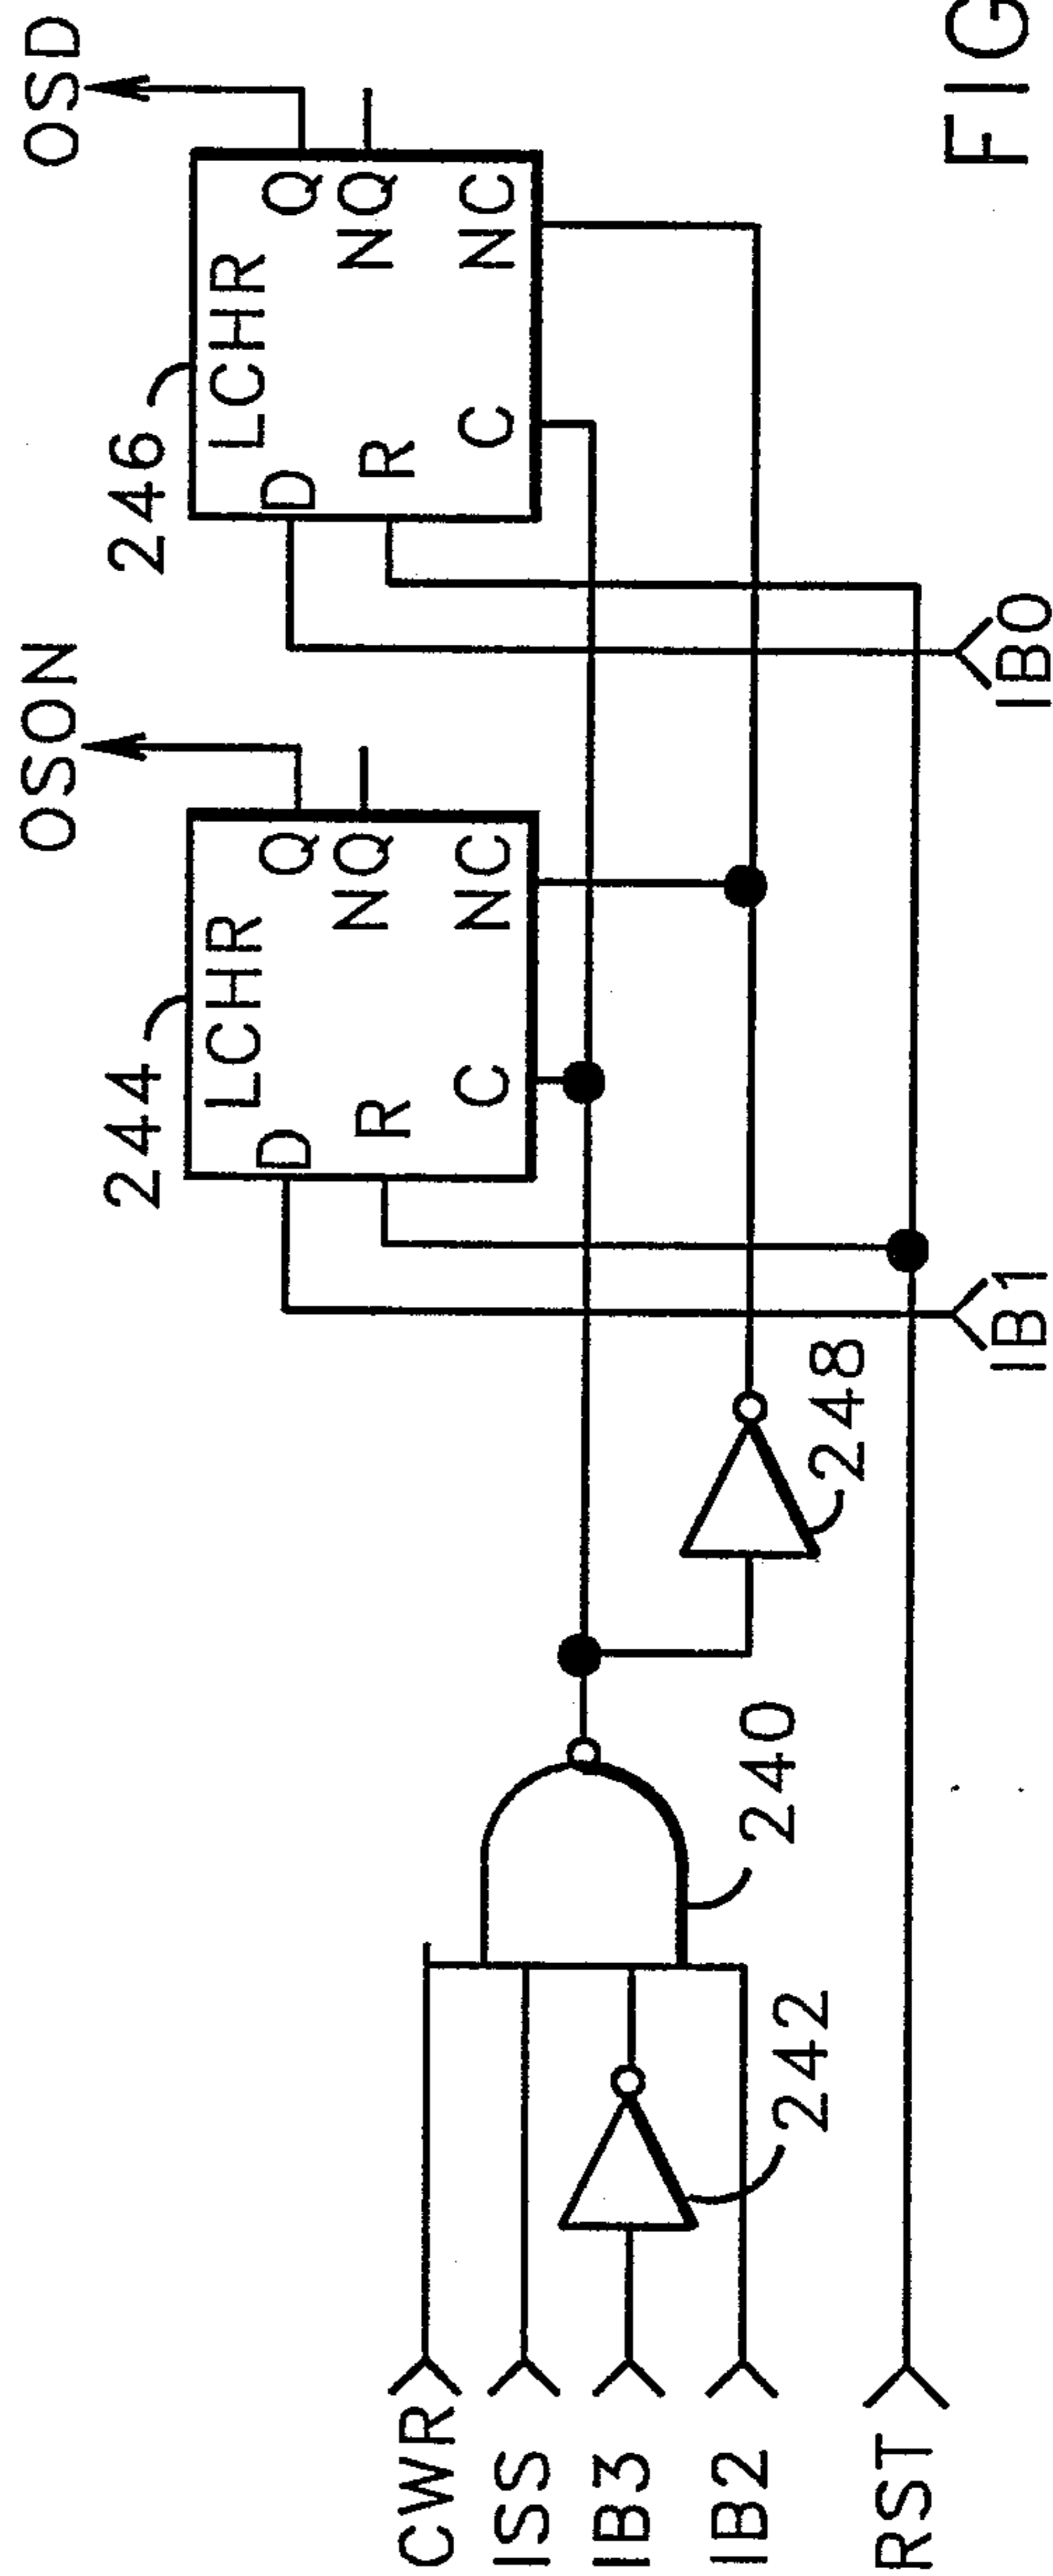 OSON
OSD
244
246
LCHR
D
Q
R
NQ
C
NC
LCHR
D
Q
R
NQ
C
NC
CWR
ISS
IB3
IB2
RST
242
240
248
IB1
IB0
FIG